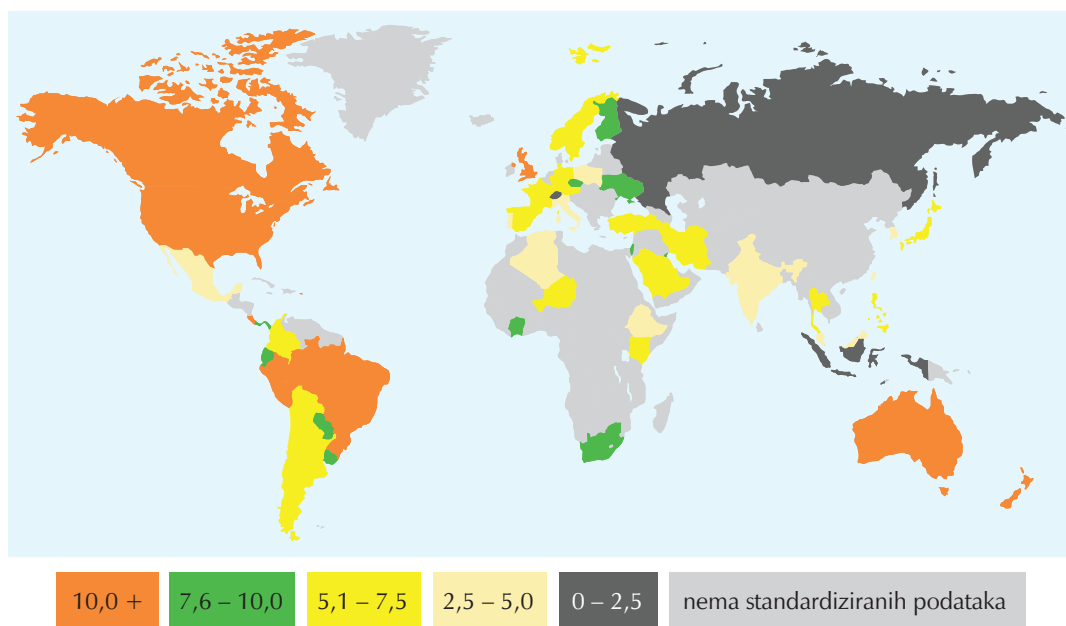 10,0 +
7,6 – 10,0
5,1 – 7,5
2,5 – 5,0
0 – 2,5
nema standardiziranih podataka